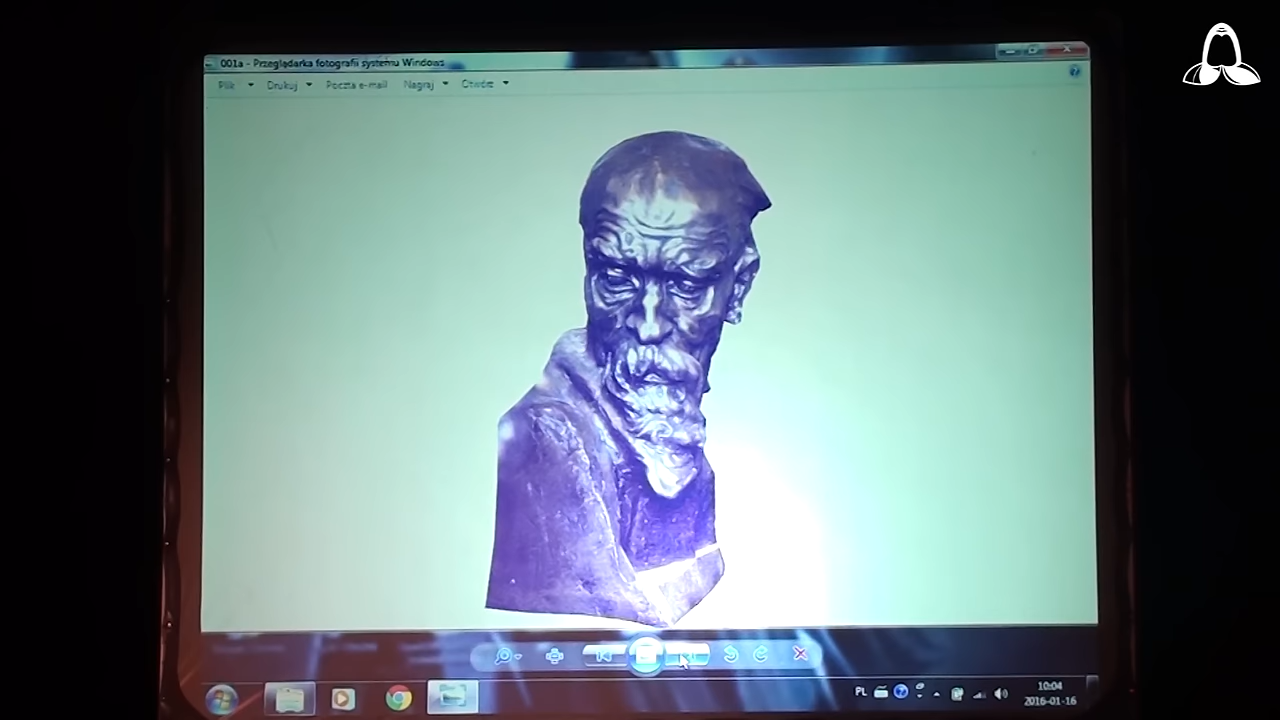 001a - Przeglądarka fotografii systemu Windows
Plik Drukuj Poczta e-mail Nagraj Otwórz
PL
10:04
2016-01-16